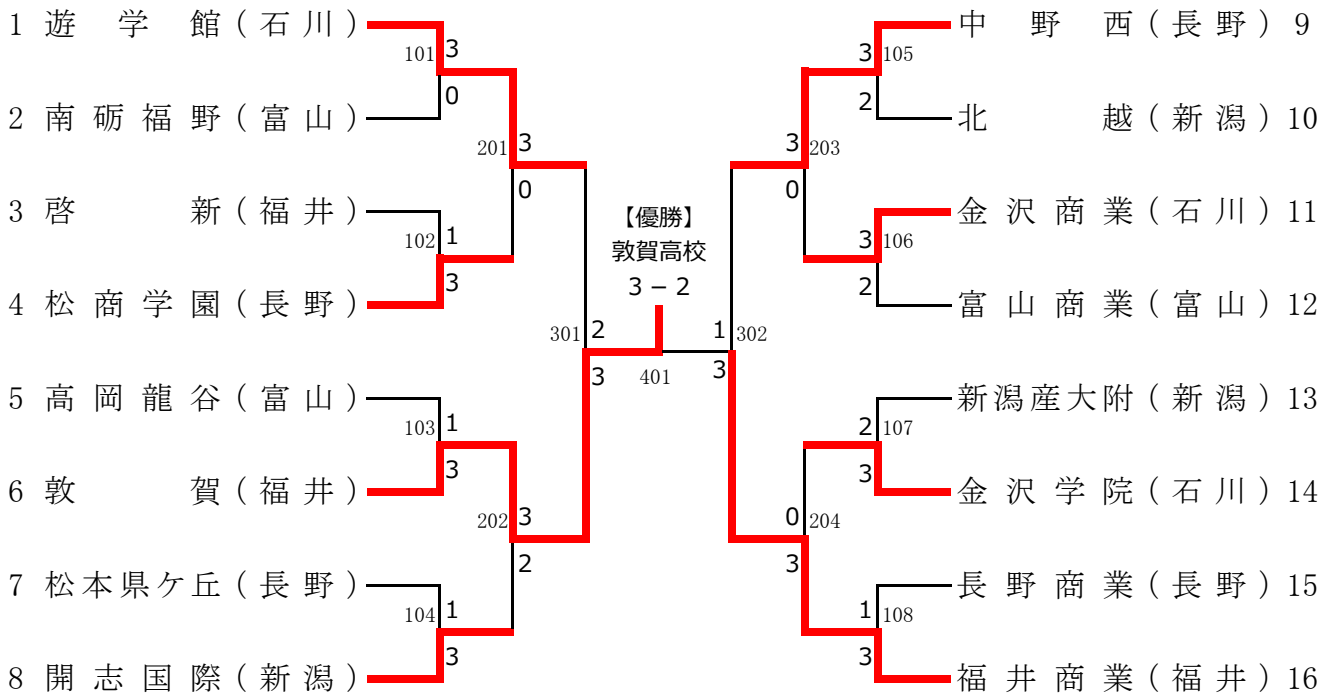 1 遊学館(石川)
101 3
0
2 南砺福野(富山)
201 3
0
3 啓新(福井)
102 1
3
4 松商学園(長野)
301 2
3
5 高岡龍谷(富山)
103 1
3
6 敦賀(福井)
202 3
2
7 松本県ケ丘(長野)
104 1
3
8 開志国際(新潟)
【優勝】
敦賀高校
3－2
401
中野西(長野) 9
3 105
2
北越(新潟) 10
3 203
0
金沢商業(石川) 11
3 106
2
富山商業(富山) 12
1 302
3
新潟産大附(新潟) 13
2 107
3
金沢学院(石川) 14
0 204
3
長野商業(長野) 15
1 108
3
福井商業(福井) 16